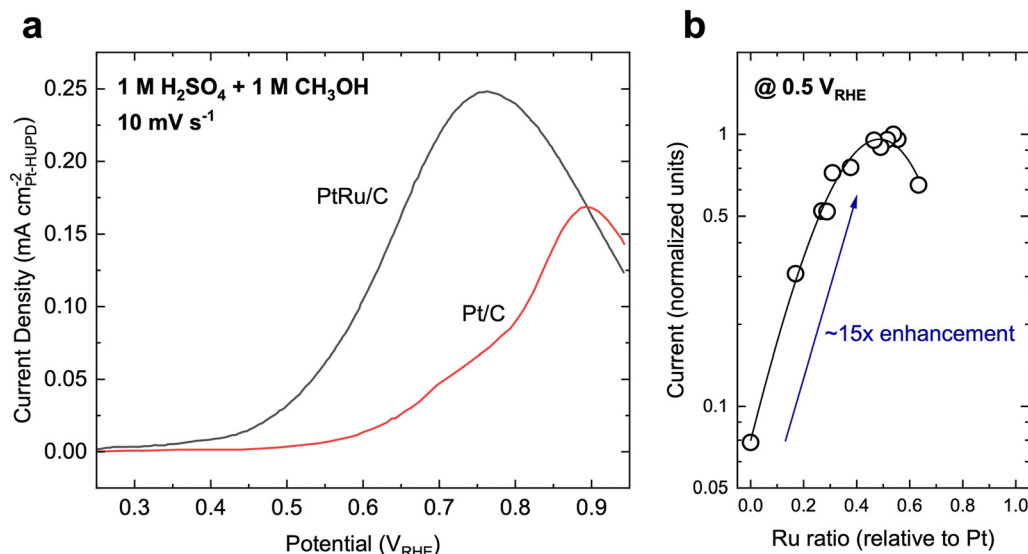 a
1 M H₂SO₄ + 1 M CH₃OH
10 mV s⁻¹
PtRu/C
Pt/C
Current Density (mA cm⁻²Pt-HUPD)
0.25
0.20
0.15
0.10
0.05
0.00
0.3 0.4 0.5 0.6 0.7 0.8 0.9
Potential (VRHE)
b
@ 0.5 VRHE
~15x enhancement
Current (normalized units)
1
0.5
0.1
0.05
0.0 0.2 0.4 0.6 0.8 1.0
Ru ratio (relative to Pt)